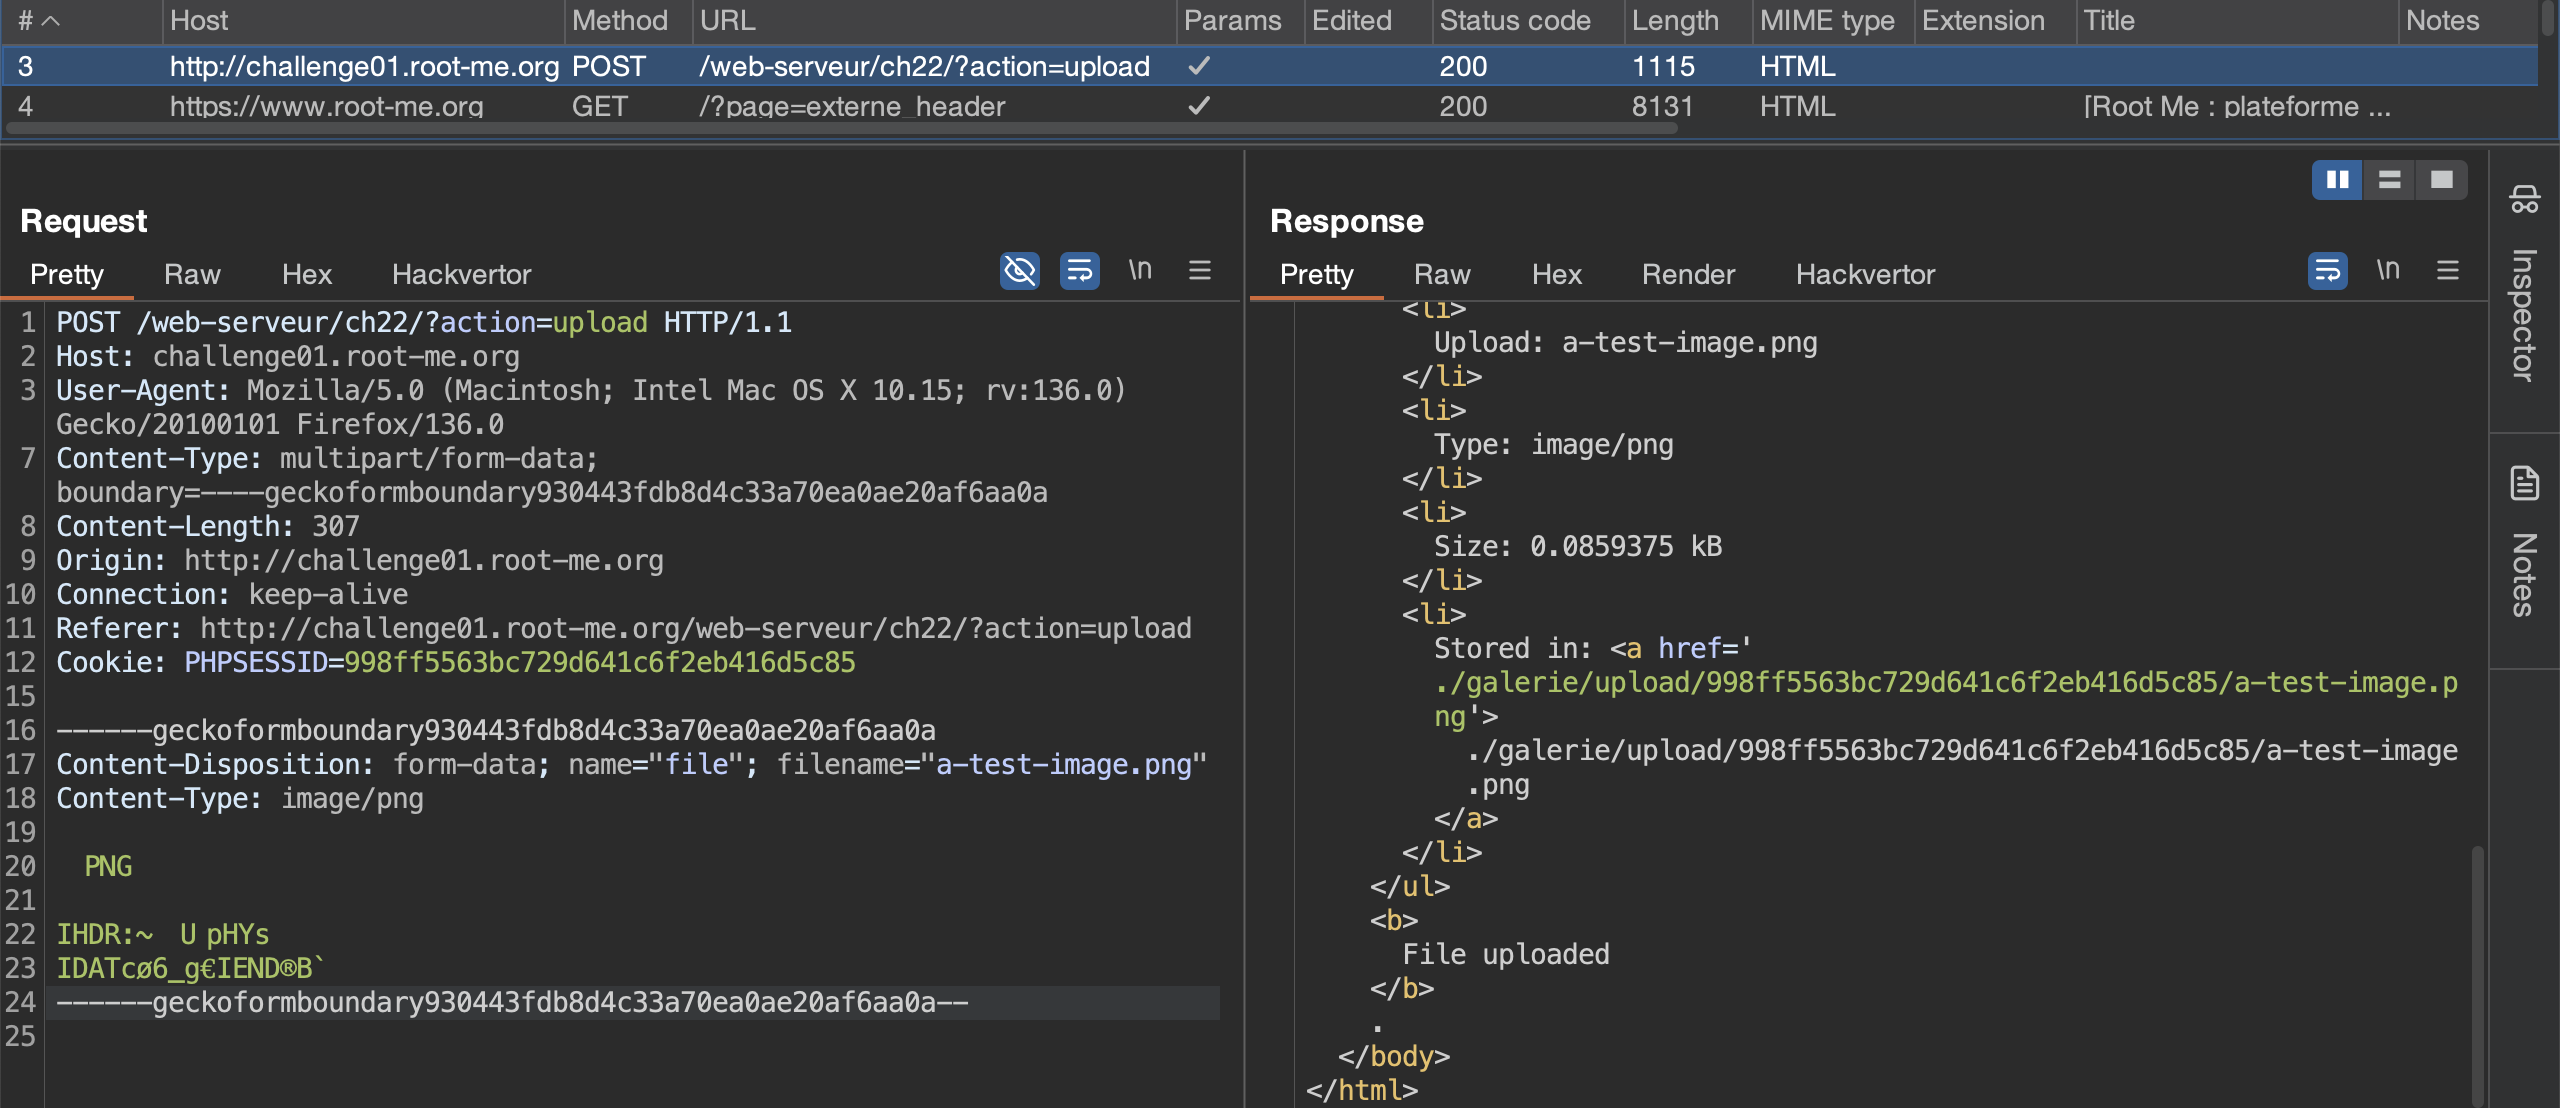 # Host Method URL Params Edited Status code Length MIME type Extension Title Notes
3 http://challenge01.root-me.org POST /web-serveur/ch22/?action=upload ✓ 200 1115 HTML
4 https://www.root-me.org GET /?page=externe_header ✓ 200 8131 HTML [Root Me : plateforme ...
Request
Pretty Raw Hex Hackvertor \n
1 POST /web-serveur/ch22/?action=upload HTTP/1.1
2 Host: challenge01.root-me.org
3 User-Agent: Mozilla/5.0 (Macintosh; Intel Mac OS X 10.15; rv:136.0)
Gecko/20100101 Firefox/136.0
7 Content-Type: multipart/form-data;
boundary=----geckoformboundary930443fdb8d4c33a70ea0ae20af6aa0a
8 Content-Length: 307
9 Origin: http://challenge01.root-me.org
10 Connection: keep-alive
11 Referer: http://challenge01.root-me.org/web-serveur/ch22/?action=upload
12 Cookie: PHPSESSID=998ff5563bc729d641c6f2eb416d5c85
15
16 ------geckoformboundary930443fdb8d4c33a70ea0ae20af6aa0a
17 Content-Disposition: form-data; name="file"; filename="a-test-image.png"
18 Content-Type: image/png
19
20 PNG
21
22 IHDR:~ U pHYs
23 IDATcø6_g€IEND®B`
24 ------geckoformboundary930443fdb8d4c33a70ea0ae20af6aa0a--
25
Response
Pretty Raw Hex Render Hackvertor \n
<li>
Upload: a-test-image.png
</li>
<li>
Type: image/png
</li>
<li>
Size: 0.0859375 kB
</li>
<li>
Stored in: <a href='
./galerie/upload/998ff5563bc729d641c6f2eb416d5c85/a-test-image.p
ng'>
./galerie/upload/998ff5563bc729d641c6f2eb416d5c85/a-test-image
.png
</a>
</li>
</ul>
<b>
File uploaded
</b>
.
</body>
</html>
Inspector
Notes